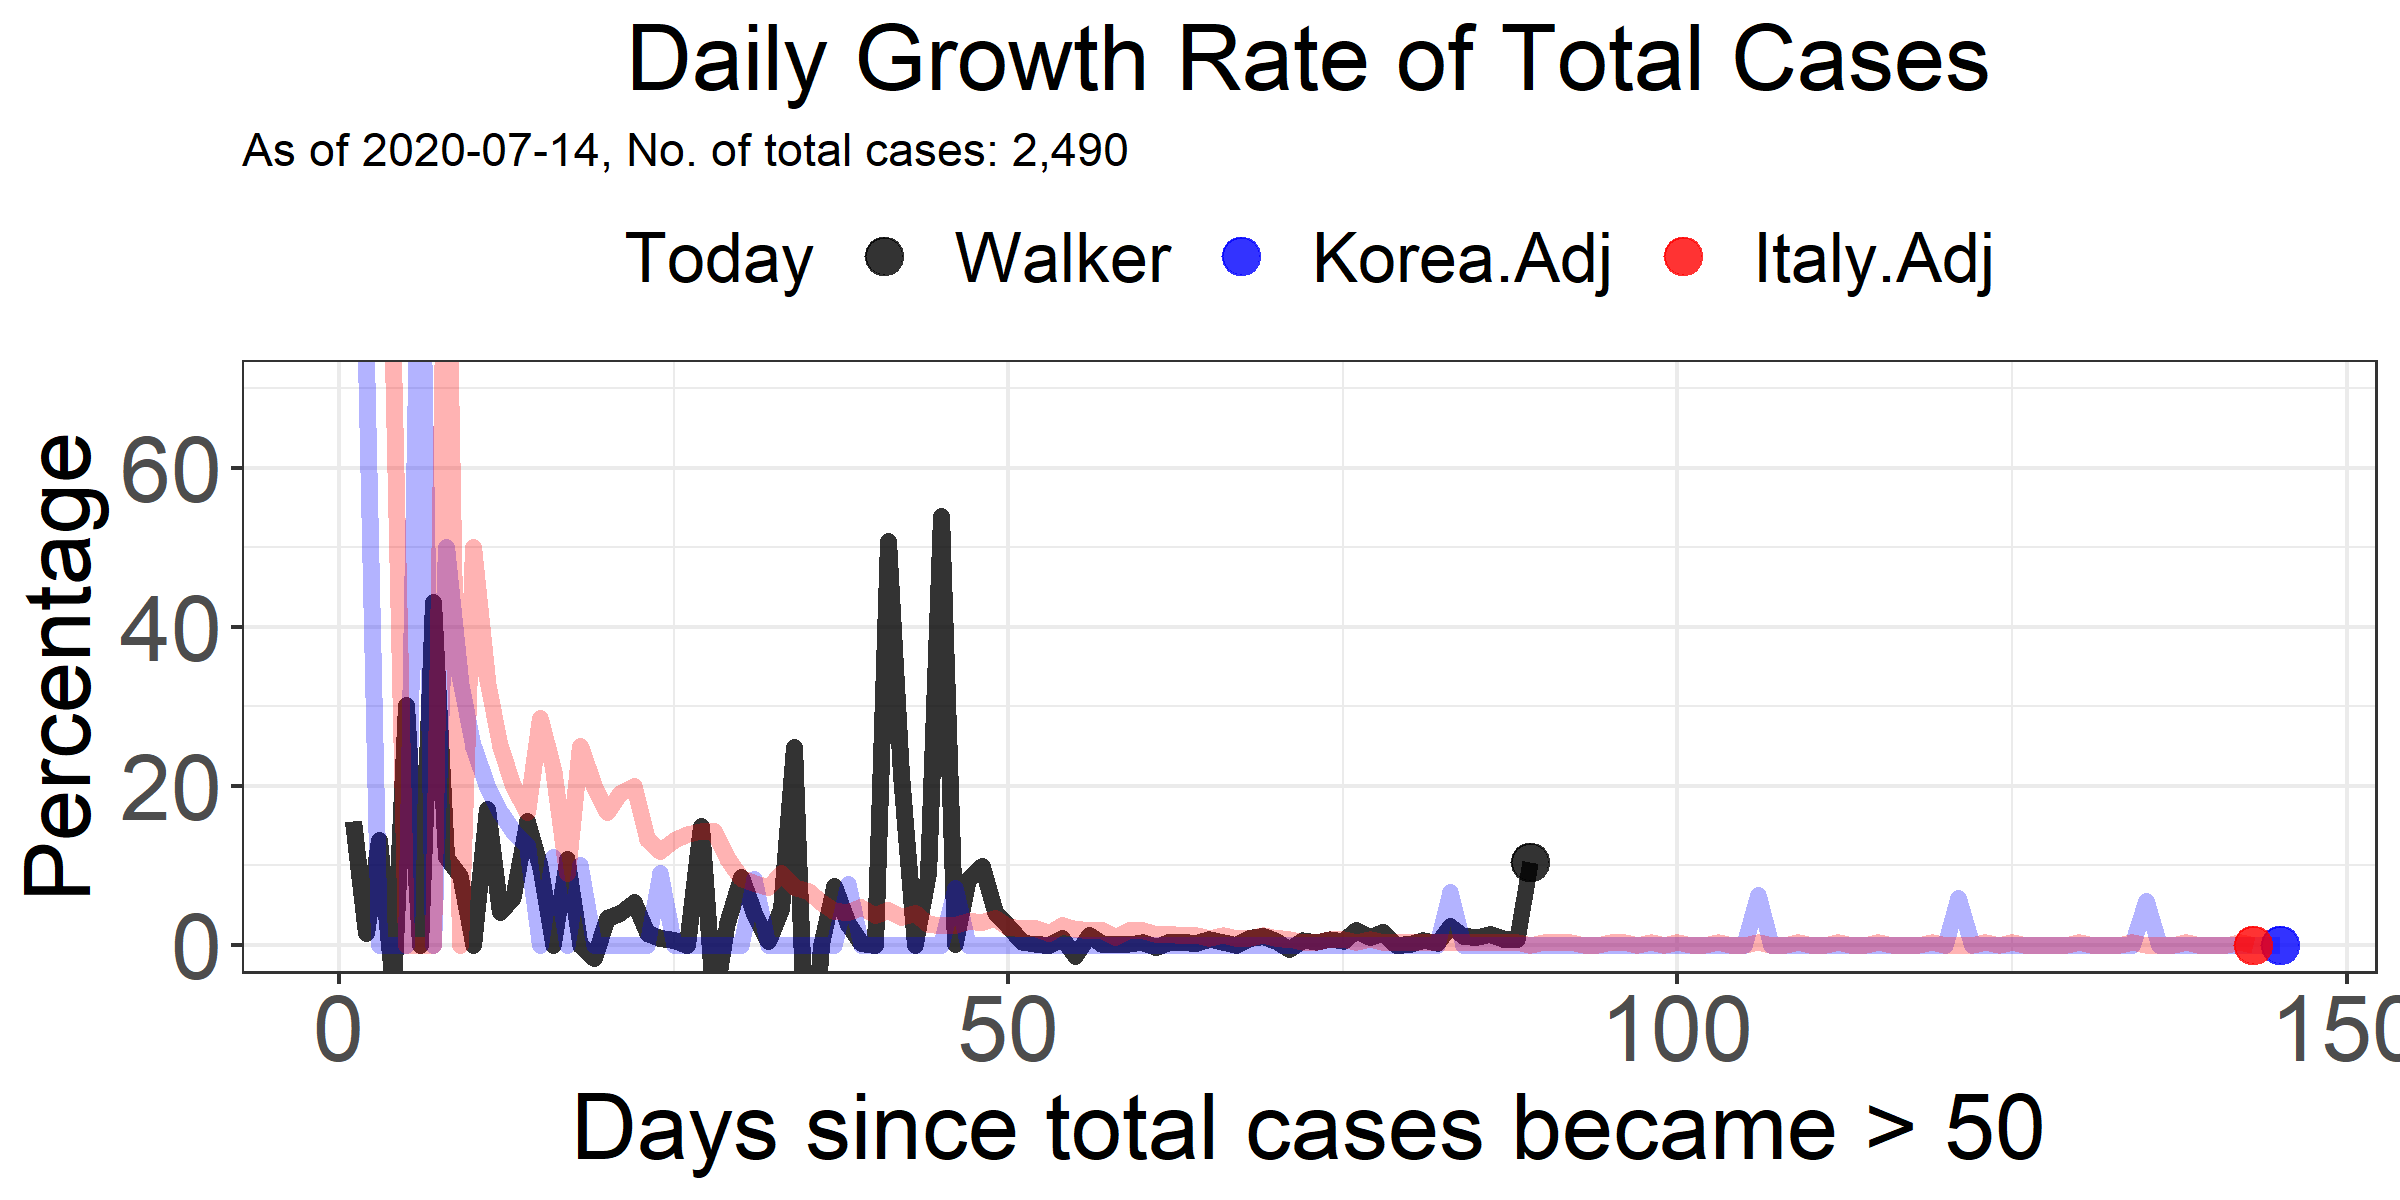 Daily Growth Rate of Total Cases
As of 2020-07-14, No. of total cases: 2,490
Today Walker Korea.Adj Italy.Adj
Percentage
60
40
20
0
0 50 100 150
Days since total cases became > 50